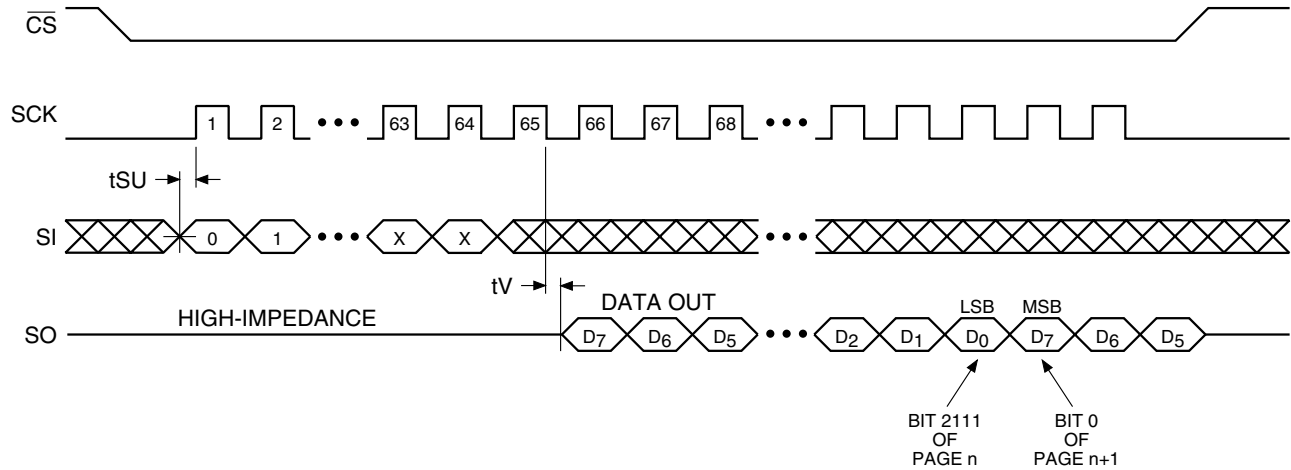 CS
SCK
1 2 ••• 63 64 65 66 67 68 •••
tSU
SI
0 1 ••• X X •••
tV
SO
HIGH-IMPEDANCE
DATA OUT
LSB MSB
D7 D6 D5 ••• D2 D1 D0 D7 D6 D5
BIT 2111
OF
PAGE n
BIT 0
OF
PAGE n+1